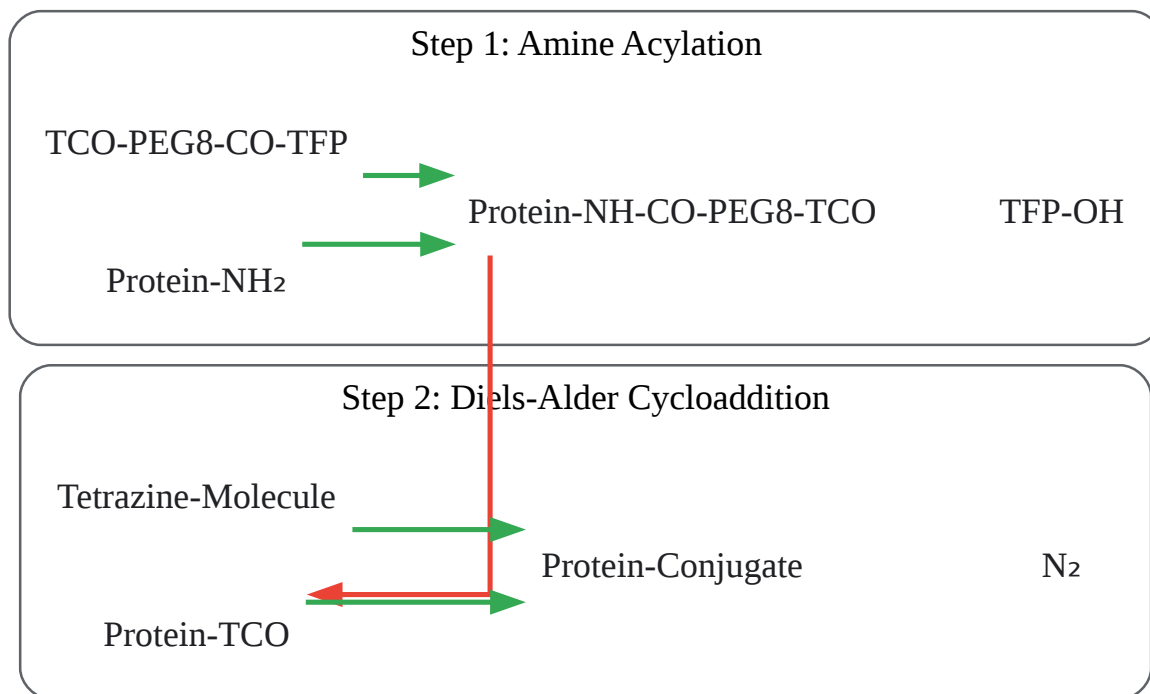 Step 1: Amine Acylation
TCO-PEG8-CO-TFP
Protein-NH-CO-PEG8-TCO
TFP-OH
Protein-NH₂
Step 2: Diels-Alder Cycloaddition
Tetrazine-Molecule
Protein-Conjugate
N₂
Protein-TCO